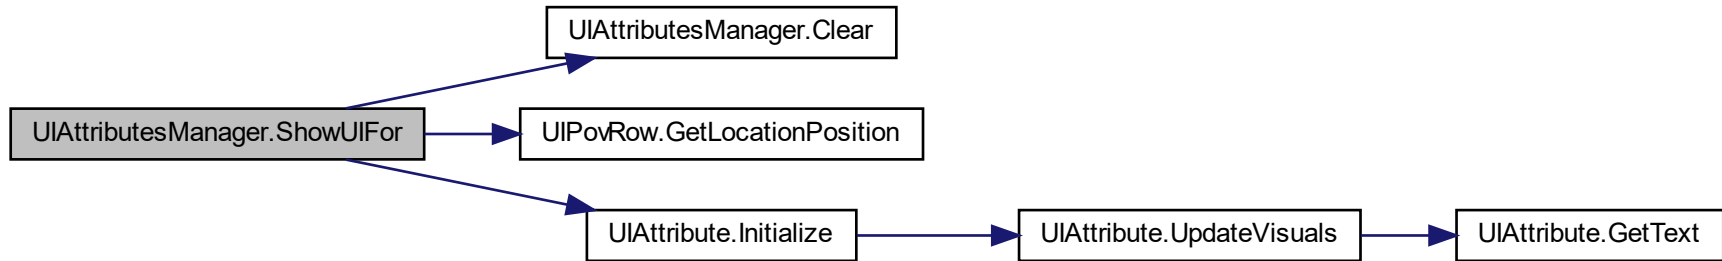 UIAttributesManager.Clear
UIAttributesManager.ShowUIFor
UIPovRow.GetLocationPosition
UIAttribute.Initialize
UIAttribute.UpdateVisuals
UIAttribute.GetText